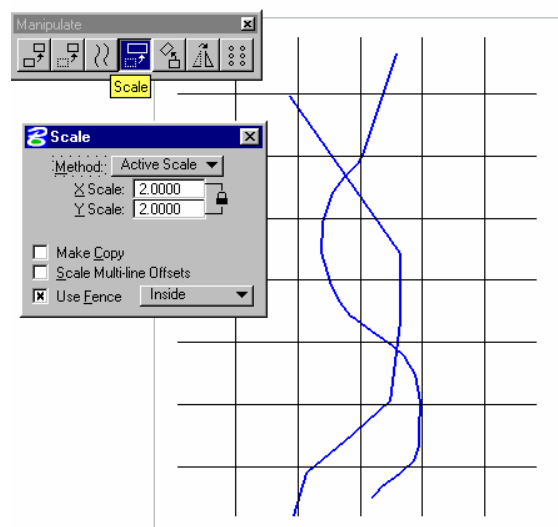 Manipulate
Scale
Scale
Method: Active Scale
X Scale: 2.0000
Y Scale: 2.0000
Make Copy
Scale Multi-line Offsets
Use Fence Inside